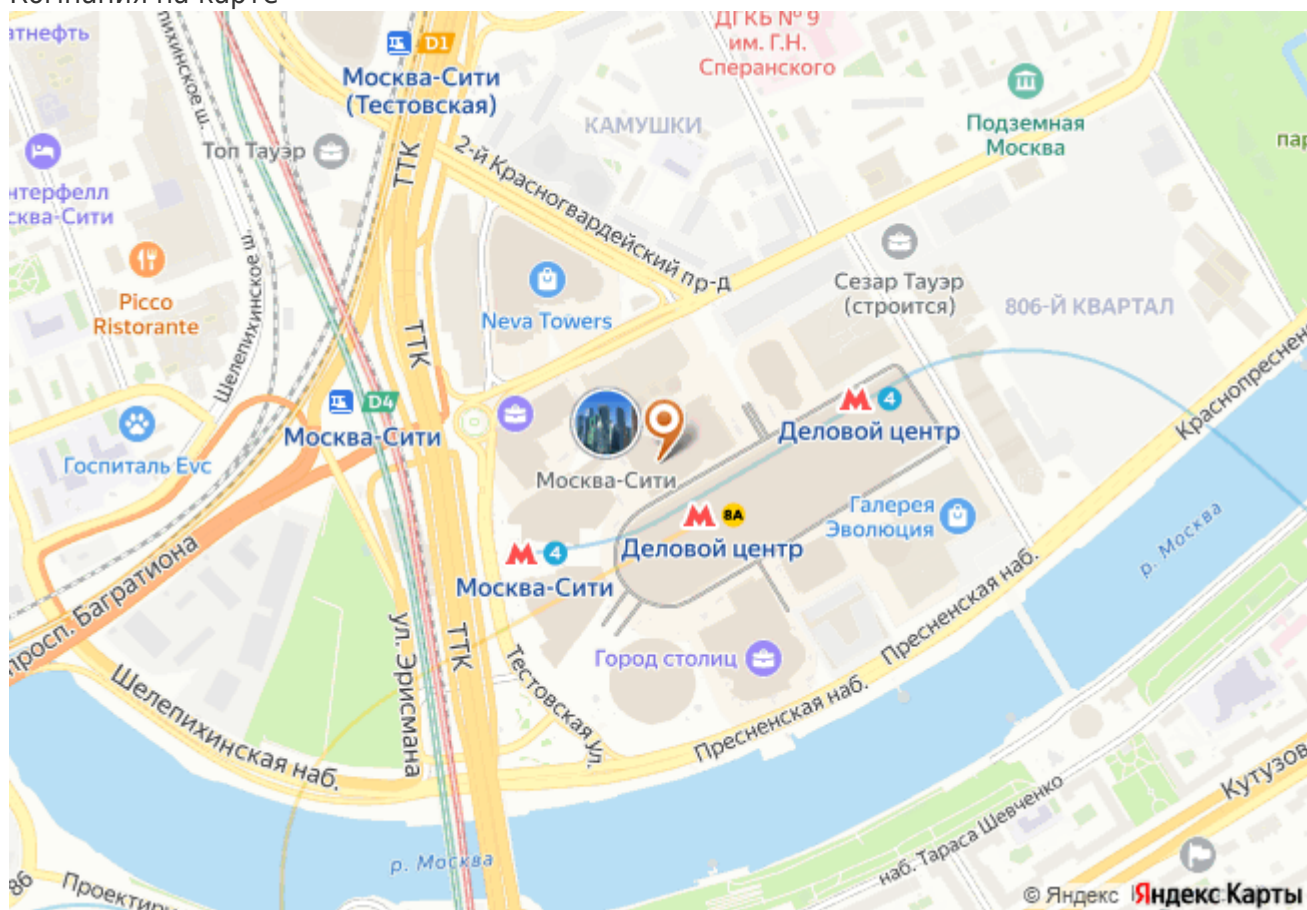 Компания на карте
атнефть
D1
Москва-Сити
(Тестовская)
ДГКБ № 9
им. Г.Н.
Сперанского
Подземная
Москва
пар
КАМУШКИ
Топ Тауэр
ТТК
2-й Красногвардейский пр-д
Шелепихинское ш.
нтерфелл
сква-Сити
Picco
Ristorante
Neva Towers
Сезар Тауэр
(строится)
806-Й КВАРТАЛ
ТТК
D4
Москва-Сити
Госпиталь Evc
Москва-Сити
4
Деловой центр
Краснопреснен
8А
Деловой центр
4
Москва-Сити
Галерея
Эволюция
р. Москва
просп. Багратиона
ул. Эрисмана
ТТК
Тестовская ул.
Город столиц
Пресненская наб.
Пресненская наб.
Шелепихинская наб.
р. Москва
наб. Тараса Шевченко
Кутузов
86
Проектир
© Яндекс
Яндекс Карты